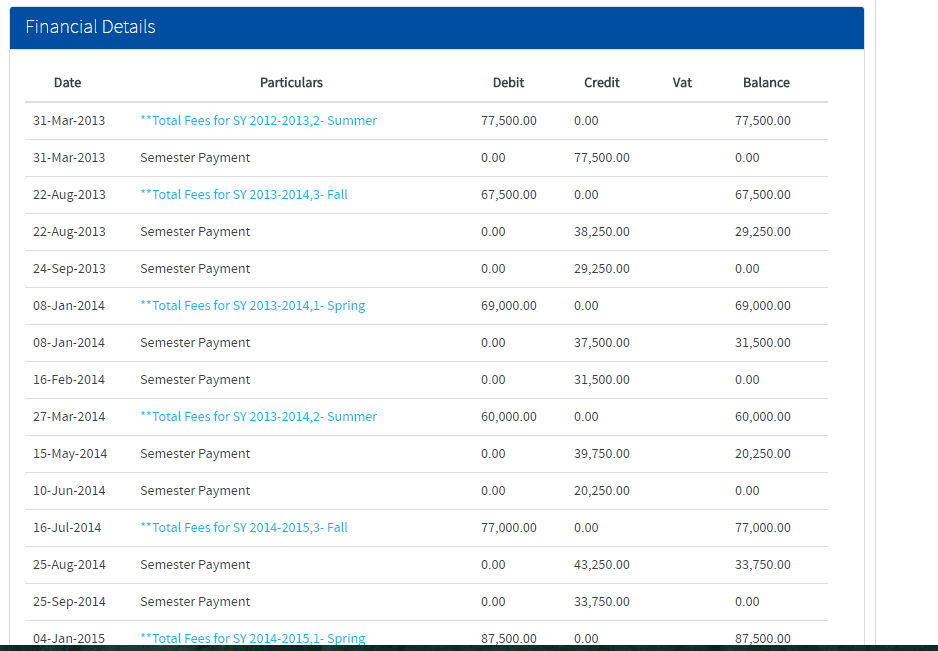 Financial Details
Date Particulars Debit Credit Vat Balance
31-Mar-2013 **Total Fees for SY 2012-2013,2- Summer 77,500.00 0.00 77,500.00
31-Mar-2013 Semester Payment 0.00 77,500.00 0.00
22-Aug-2013 **Total Fees for SY 2013-2014,3- Fall 67,500.00 0.00 67,500.00
22-Aug-2013 Semester Payment 0.00 38,250.00 29,250.00
24-Sep-2013 Semester Payment 0.00 29,250.00 0.00
08-Jan-2014 **Total Fees for SY 2013-2014,1- Spring 69,000.00 0.00 69,000.00
08-Jan-2014 Semester Payment 0.00 37,500.00 31,500.00
16-Feb-2014 Semester Payment 0.00 31,500.00 0.00
27-Mar-2014 **Total Fees for SY 2013-2014,2- Summer 60,000.00 0.00 60,000.00
15-May-2014 Semester Payment 0.00 39,750.00 20,250.00
10-Jun-2014 Semester Payment 0.00 20,250.00 0.00
16-Jul-2014 **Total Fees for SY 2014-2015,3- Fall 77,000.00 0.00 77,000.00
25-Aug-2014 Semester Payment 0.00 43,250.00 33,750.00
25-Sep-2014 Semester Payment 0.00 33,750.00 0.00
04-Jan-2015 **Total Fees for SY 2014-2015,1- Spring 87,500.00 0.00 87,500.00